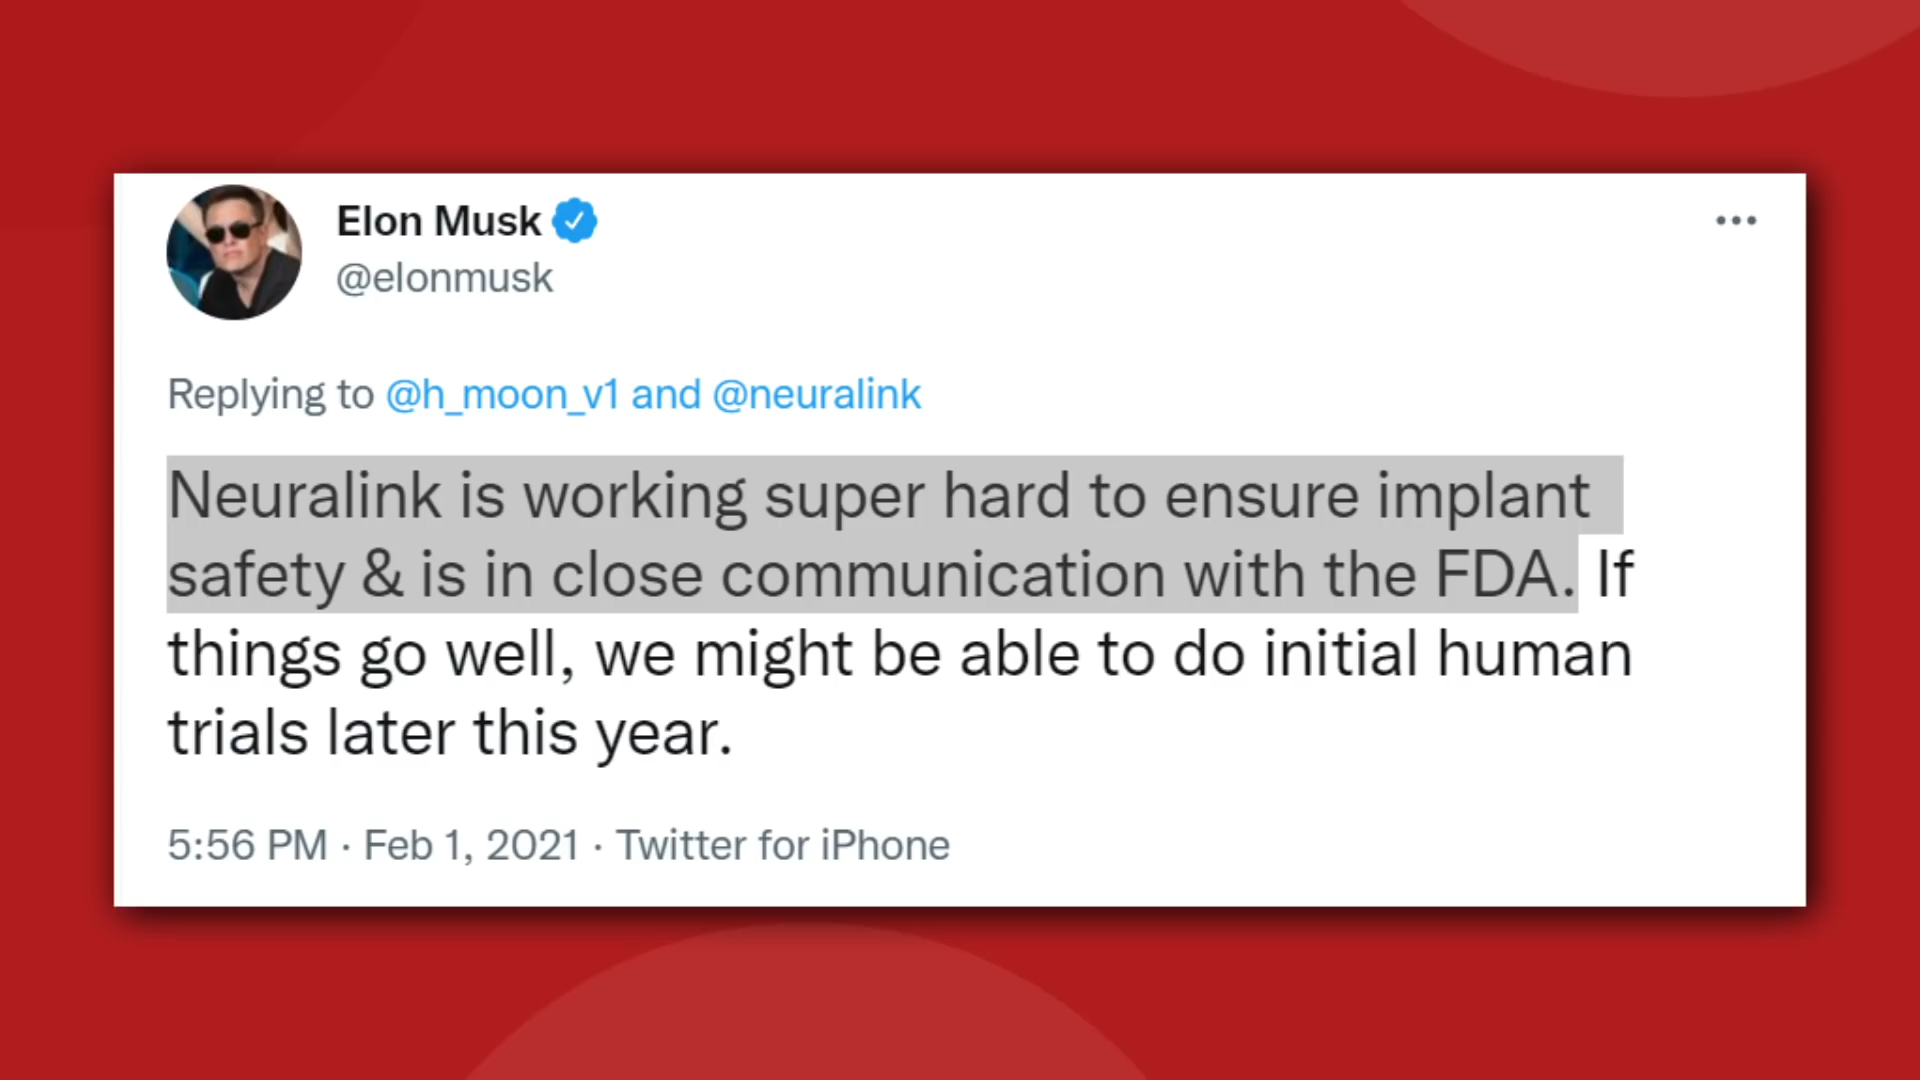 Elon Musk
@elonmusk
Replying to @h_moon_v1 and @neuralink
Neuralink is working super hard to ensure implant
safety & is in close communication with the FDA. If
things go well, we might be able to do initial human
trials later this year.
5:56 PM · Feb 1, 2021 · Twitter for iPhone